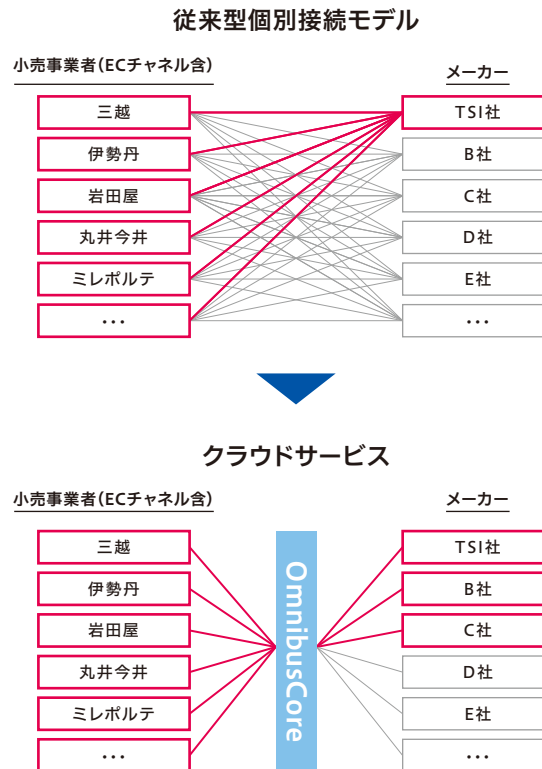 従来型個別接続モデル
小売事業者(ECチャネル含)
メーカー
三越
TSI社
伊勢丹
B社
岩田屋
C社
丸井今井
D社
ミレポルテ
E社
...
...
クラウドサービス
小売事業者(ECチャネル含)
メーカー
三越
TSI社
伊勢丹
B社
岩田屋
C社
丸井今井
D社
ミレポルテ
E社
...
...
OmnibusCore